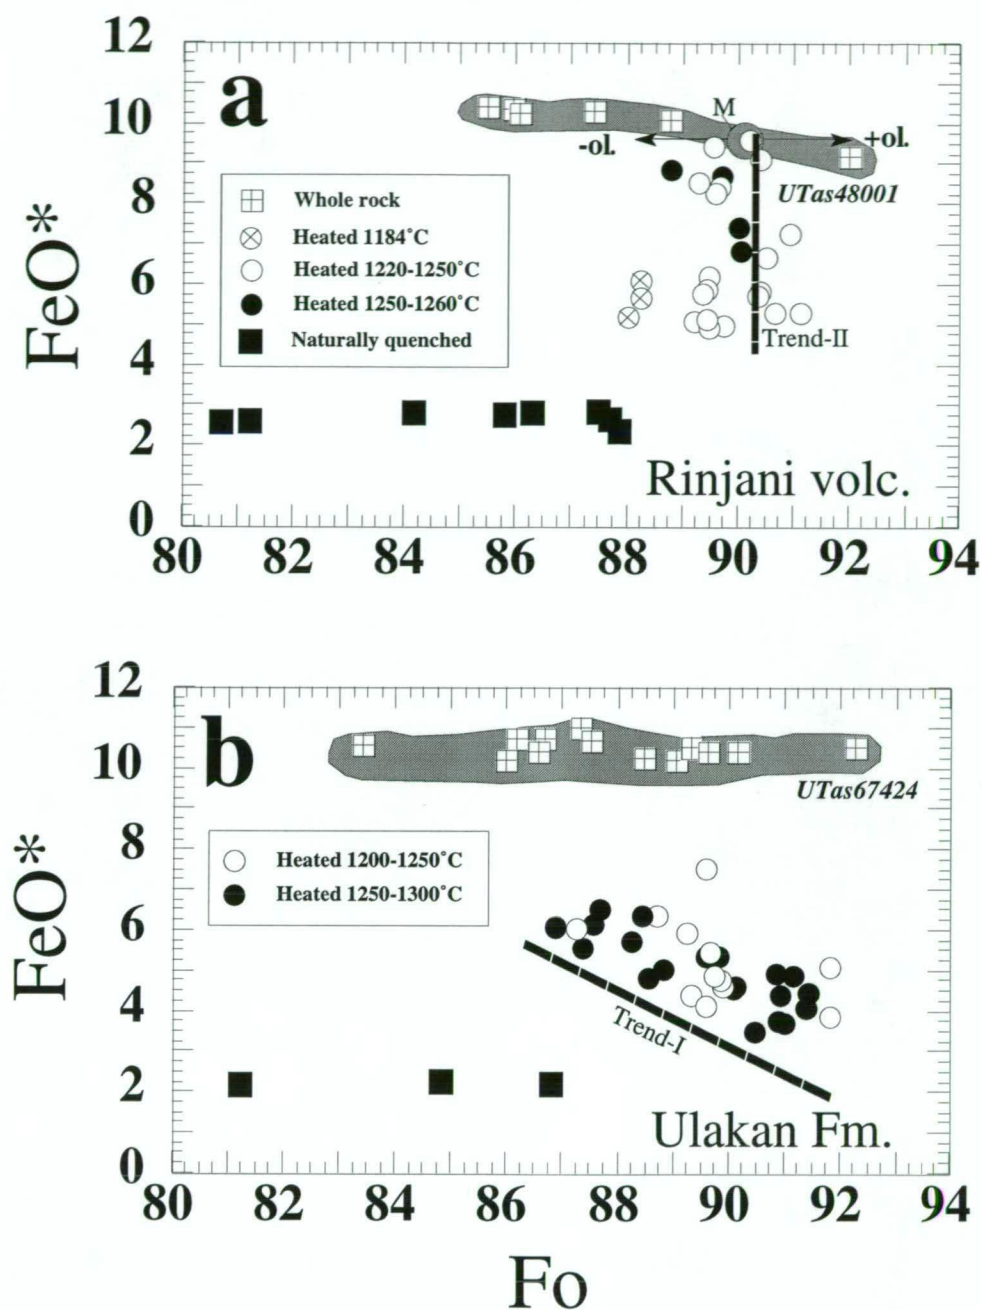 12
a
10
M
-ol.
+ol.
8
UTas48001
Whole rock
Heated 1184°C
Heated 1220-1250°C
Heated 1250-1260°C
Naturally quenched
FeO*
6
4
Trend-II
2
Rinjani volc.
0
80 82 84 86 88 90 92 94
12
b
10
UTas67424
8
Heated 1200-1250°C
Heated 1250-1300°C
FeO*
6
4
Trend-I
2
Ulakan Fm.
0
80 82 84 86 88 90 92 94
Fo